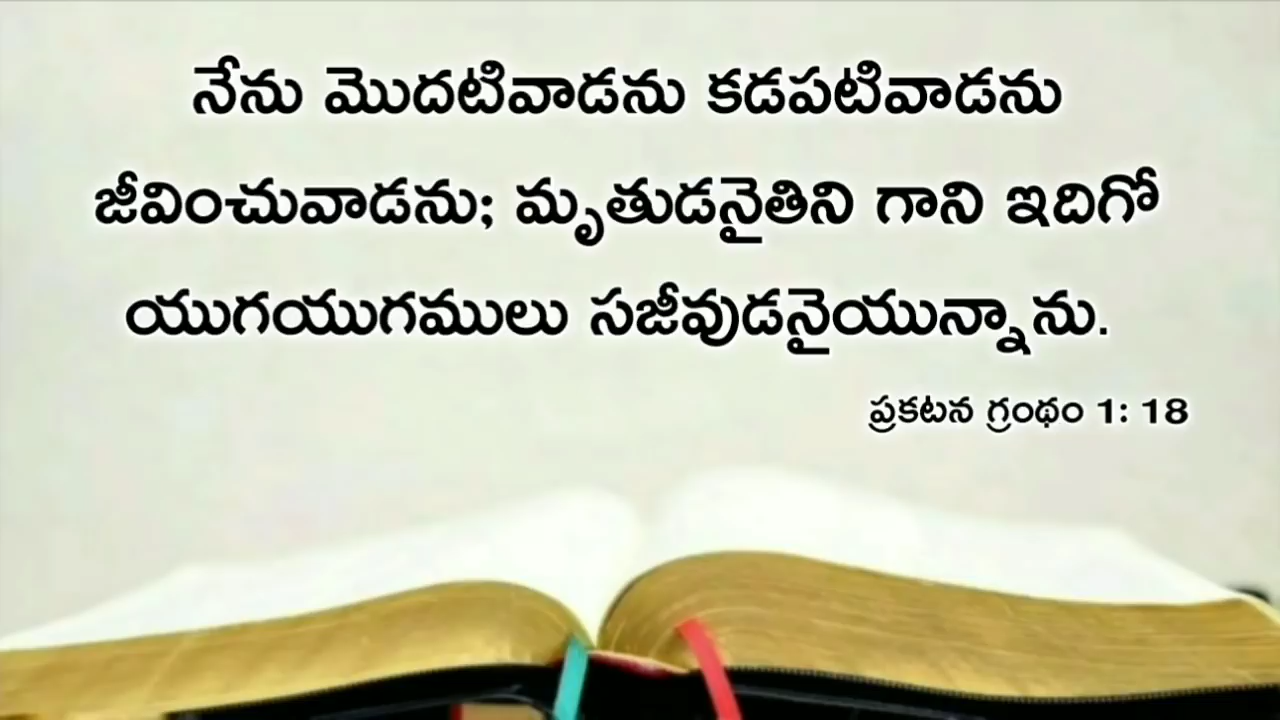 నేను మొదటివాడను కడపటివాడను
జీవించువాడను; మృతుడనైతిని గాని ఇదిగో
యుగయుగములు సజీవుడనైయున్నాను.
ప్రకటన గ్రంథం 1: 18